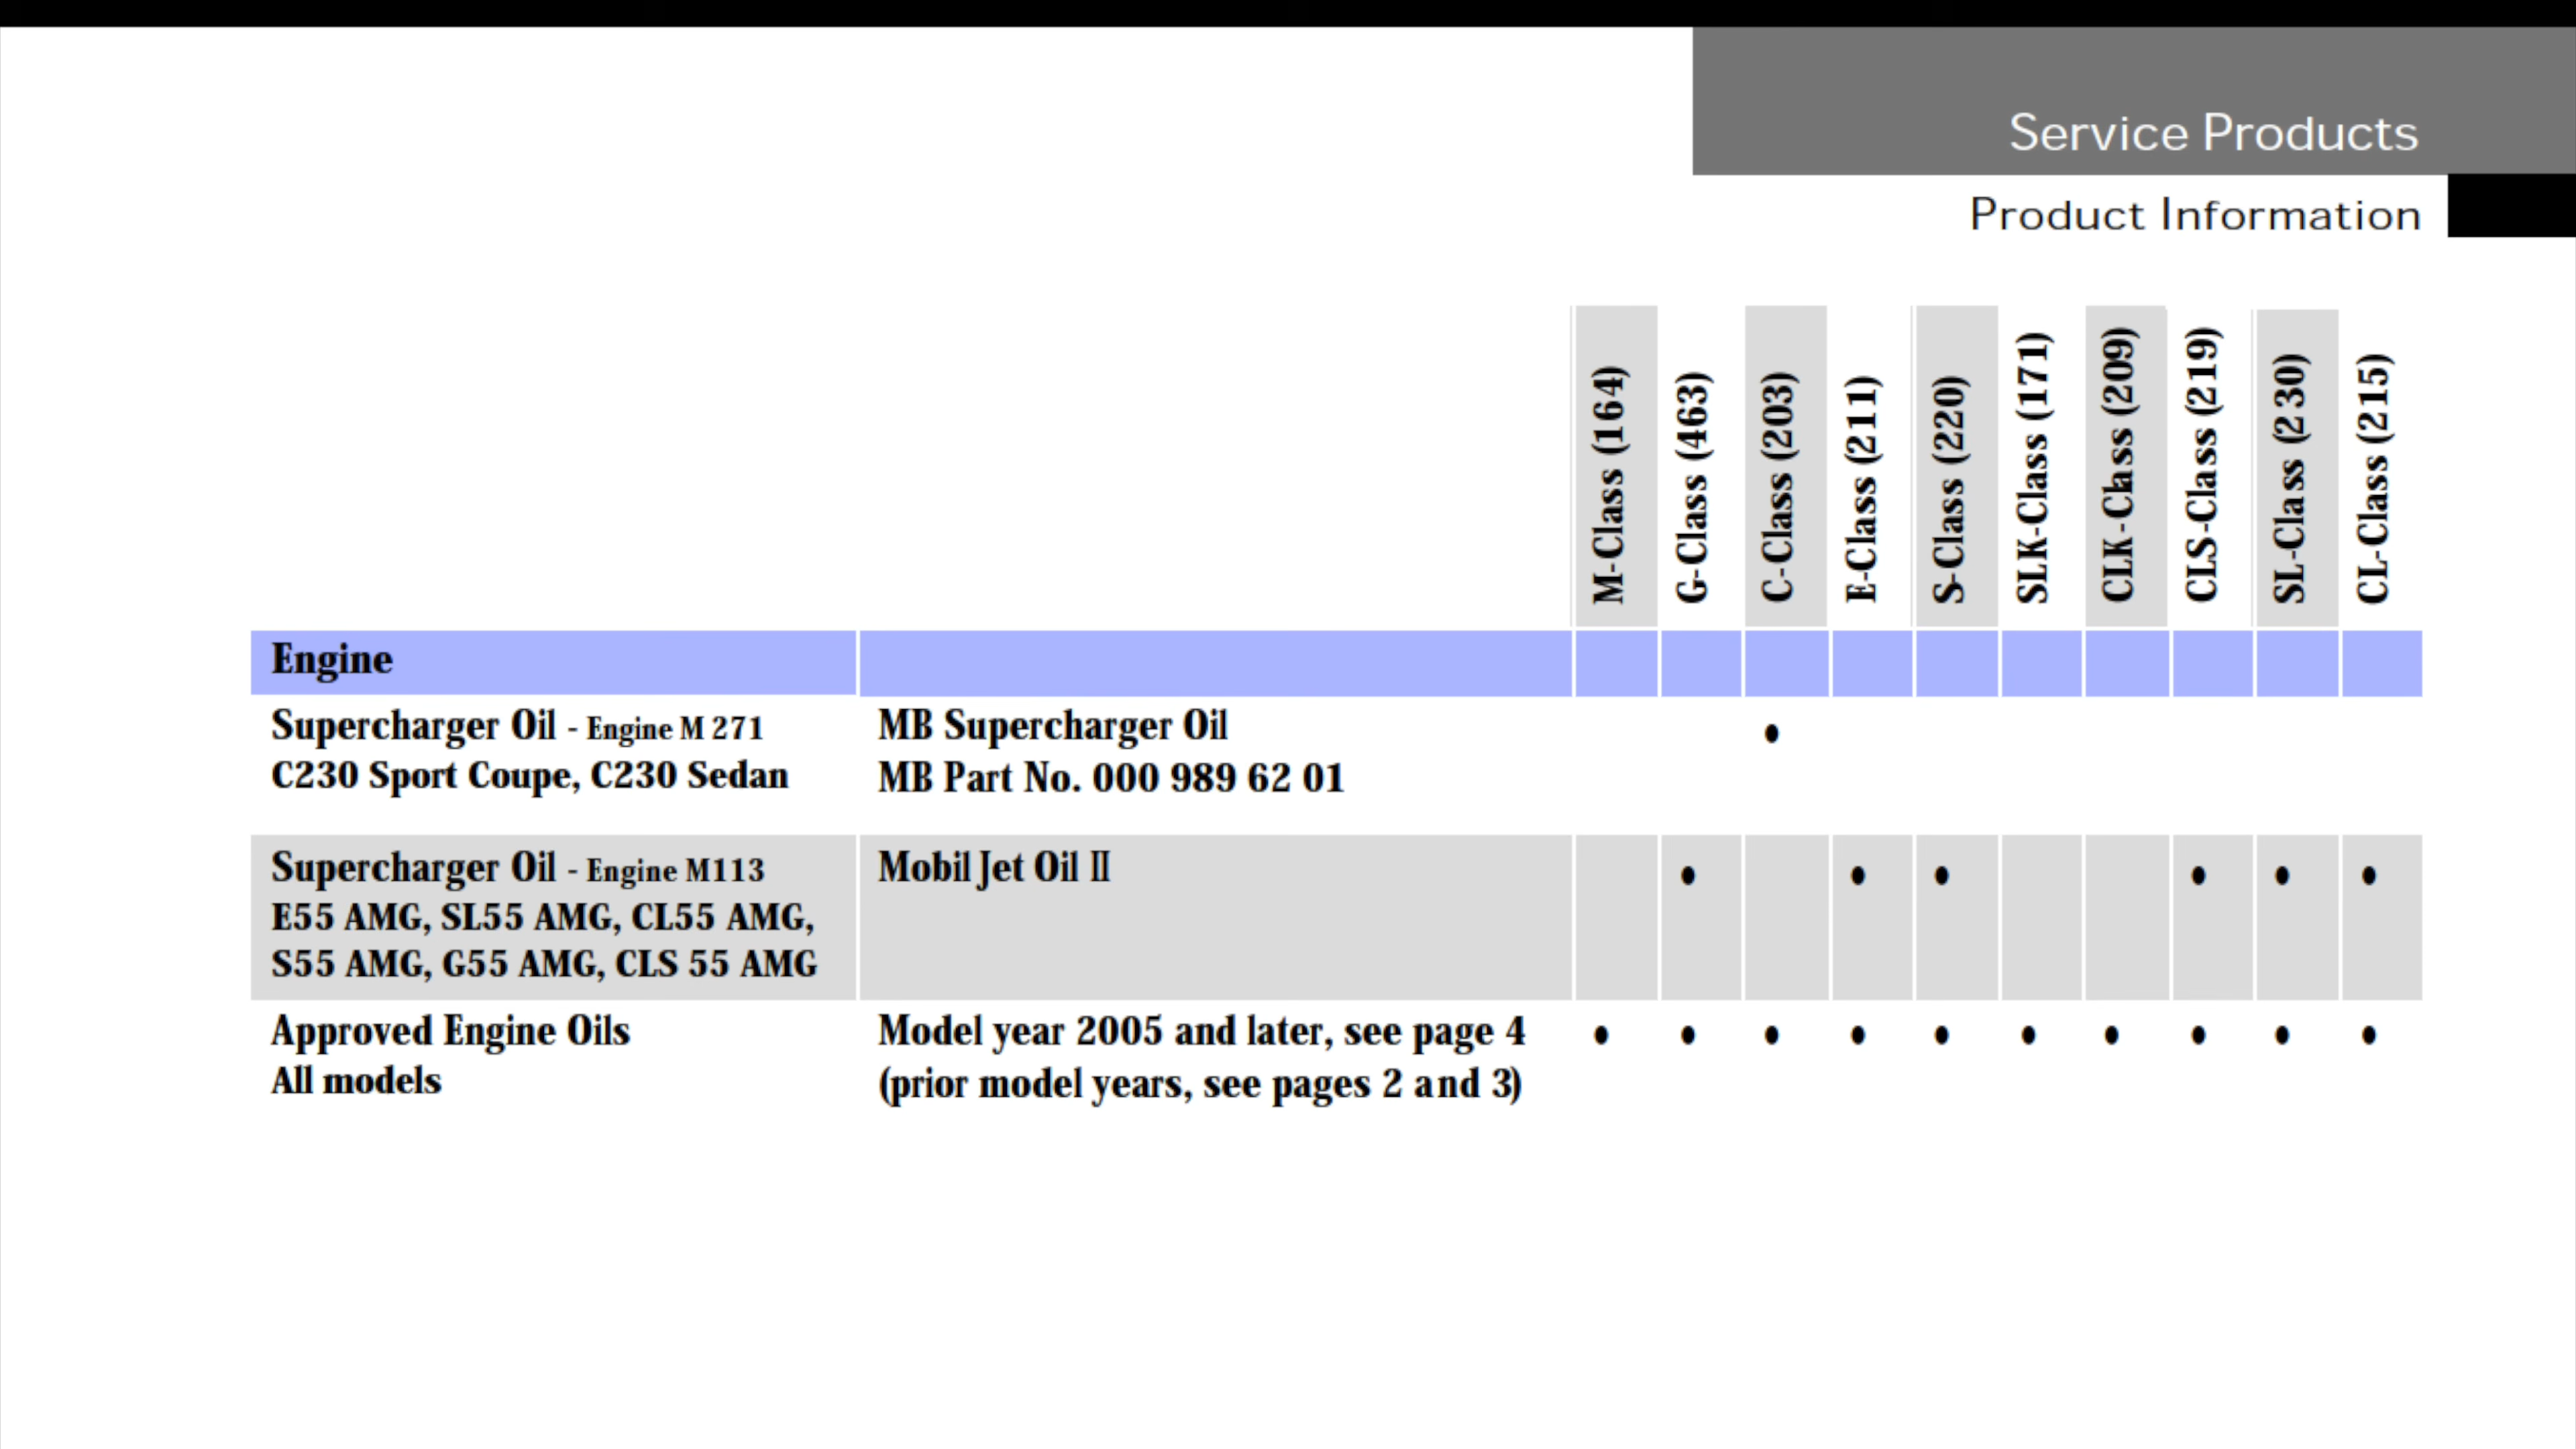 Service Products
Product Information
M-Class (164)
G-Class (463)
C-Class (203)
E-Class (211)
S-Class (220)
SLK-Class (171)
CLK-Class (209)
CLS-Class (219)
SL-Class (230)
CL-Class (215)
Engine
Supercharger Oil - Engine M 271
C230 Sport Coupe, C230 Sedan
MB Supercharger Oil
MB Part No. 000 989 62 01
•
Supercharger Oil - Engine M113
E55 AMG, SL55 AMG, CL55 AMG,
S55 AMG, G55 AMG, CLS 55 AMG
Mobil Jet Oil II
• • • • • •
Approved Engine Oils
All models
Model year 2005 and later, see page 4
(prior model years, see pages 2 and 3)
• • • • • • • • • •